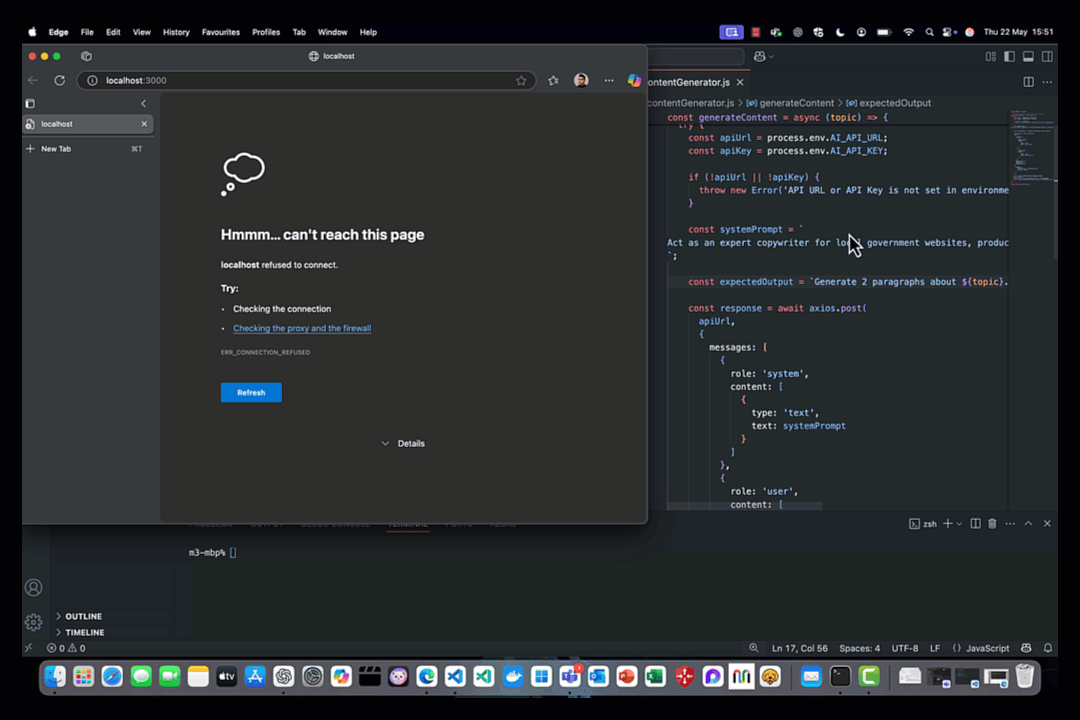 Edge File Edit View History Favourites Profiles Tab Window Help Thu 22 May 15:51
localhost
localhost:3000
localhost
New Tab ⌘T
Hmmm... can't reach this page
localhost refused to connect.
Try:
• Checking the connection
• Checking the proxy and the firewall
ERR_CONNECTION_REFUSED
Refresh
Details
ontentGenerator.js
contentGenerator.js > generateContent > expectedOutput
const generateContent = async (topic) => {
try {
const apiUrl = process.env.AI_API_URL;
const apiKey = process.env.AI_API_KEY;
if (!apiUrl || !apiKey) {
throw new Error('API URL or API Key is not set in environme
}
const systemPrompt = `
Act as an expert copywriter for local government websites, produc
`;
const expectedOutput = `Generate 2 paragraphs about ${topic}.
const response = await axios.post(
apiUrl,
{
messages: [
{
role: 'system',
content: [
{
type: 'text',
text: systemPrompt
}
]
},
{
role: 'user',
content: [
TERMINAL
zsh
m3-mbp%
OUTLINE
TIMELINE
0 0 Ln 17, Col 56 Spaces: 4 UTF-8 LF {} JavaScript
tv